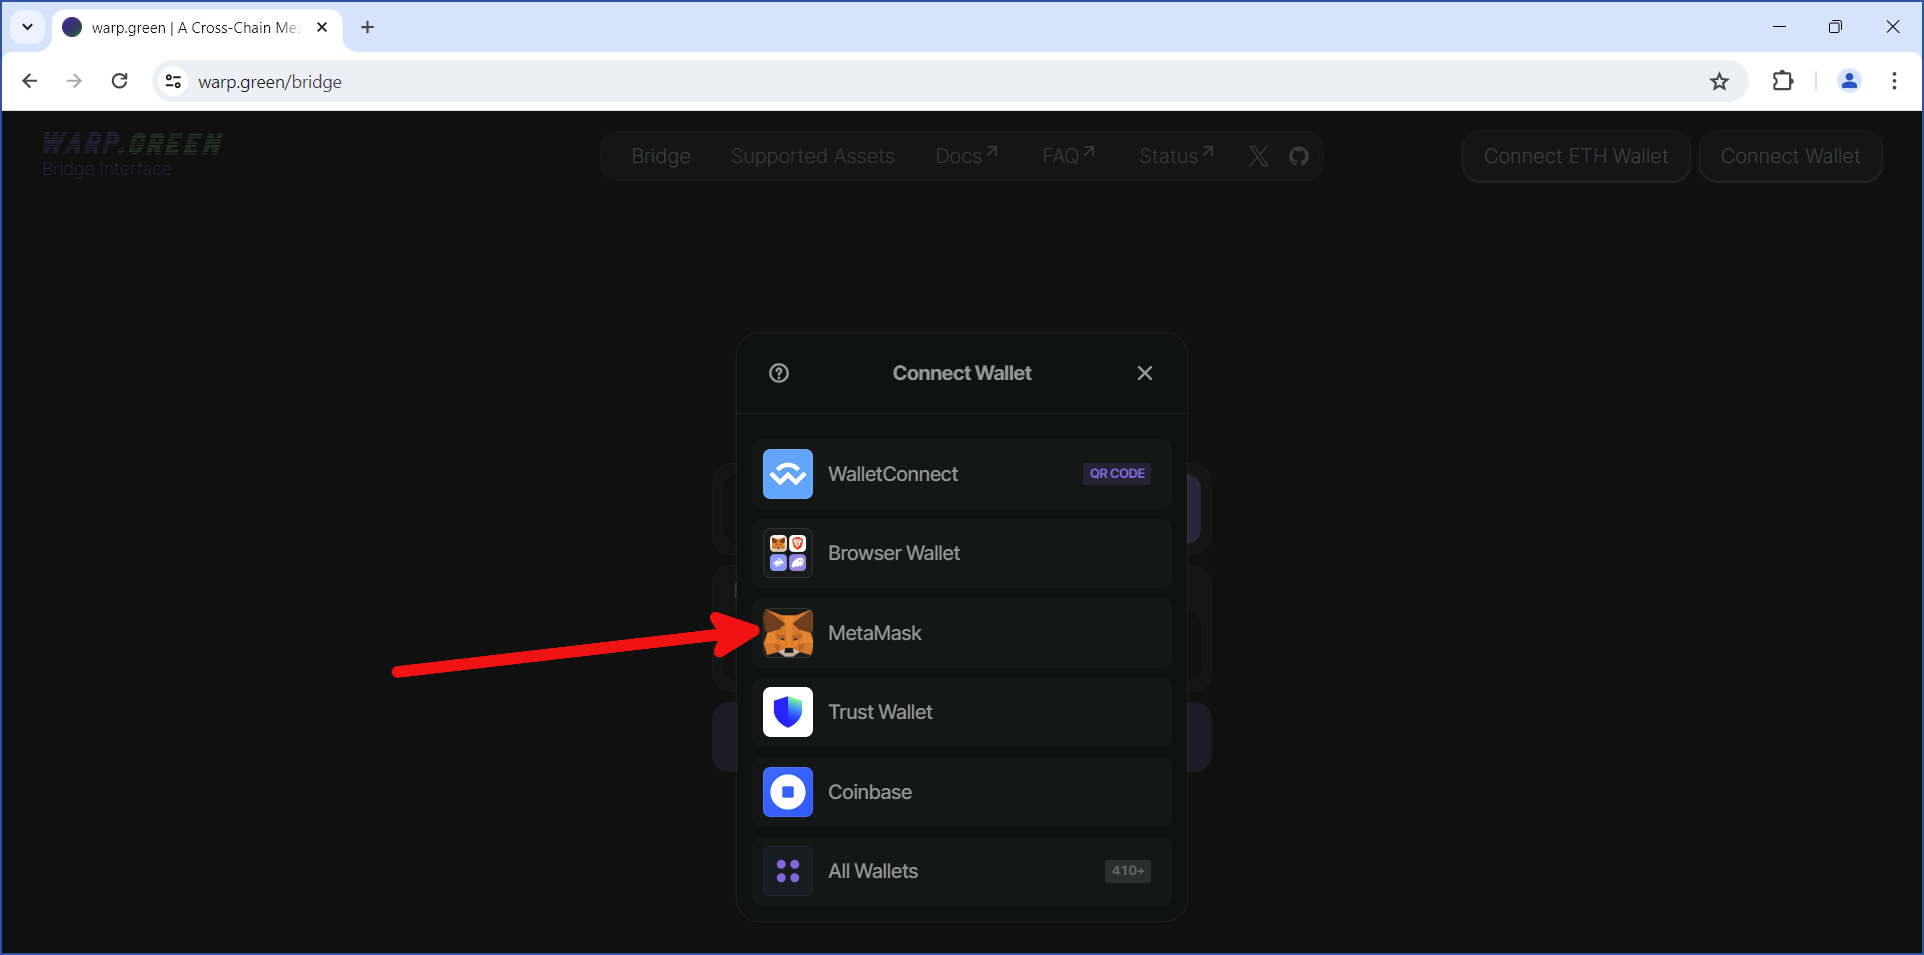 warp.green | A Cross-Chain Mes
warp.green/bridge
WARP.GREEN
Bridge Interface
Bridge
Supported Assets
Docs
FAQ
Status
Connect ETH Wallet
Connect Wallet
Connect Wallet
WalletConnect
QR CODE
Browser Wallet
MetaMask
Trust Wallet
Coinbase
All Wallets
410+